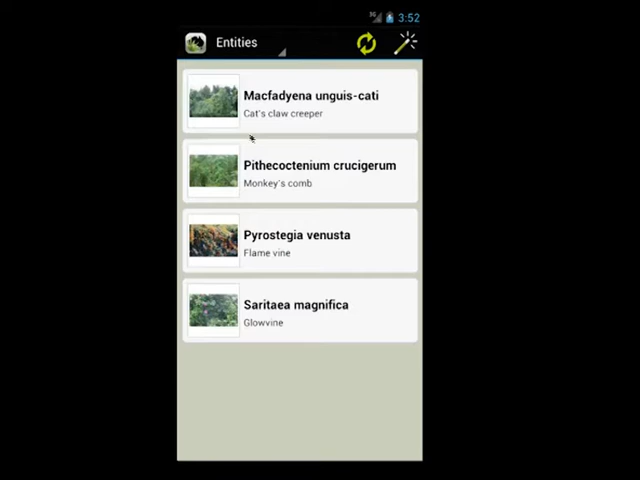 3G 3:52
Entities
Macfadyena unguis-cati
Cat's claw creeper
Pithecoctenium crucigerum
Monkey's comb
Pyrostegia venusta
Flame vine
Saritaea magnifica
Glowvine